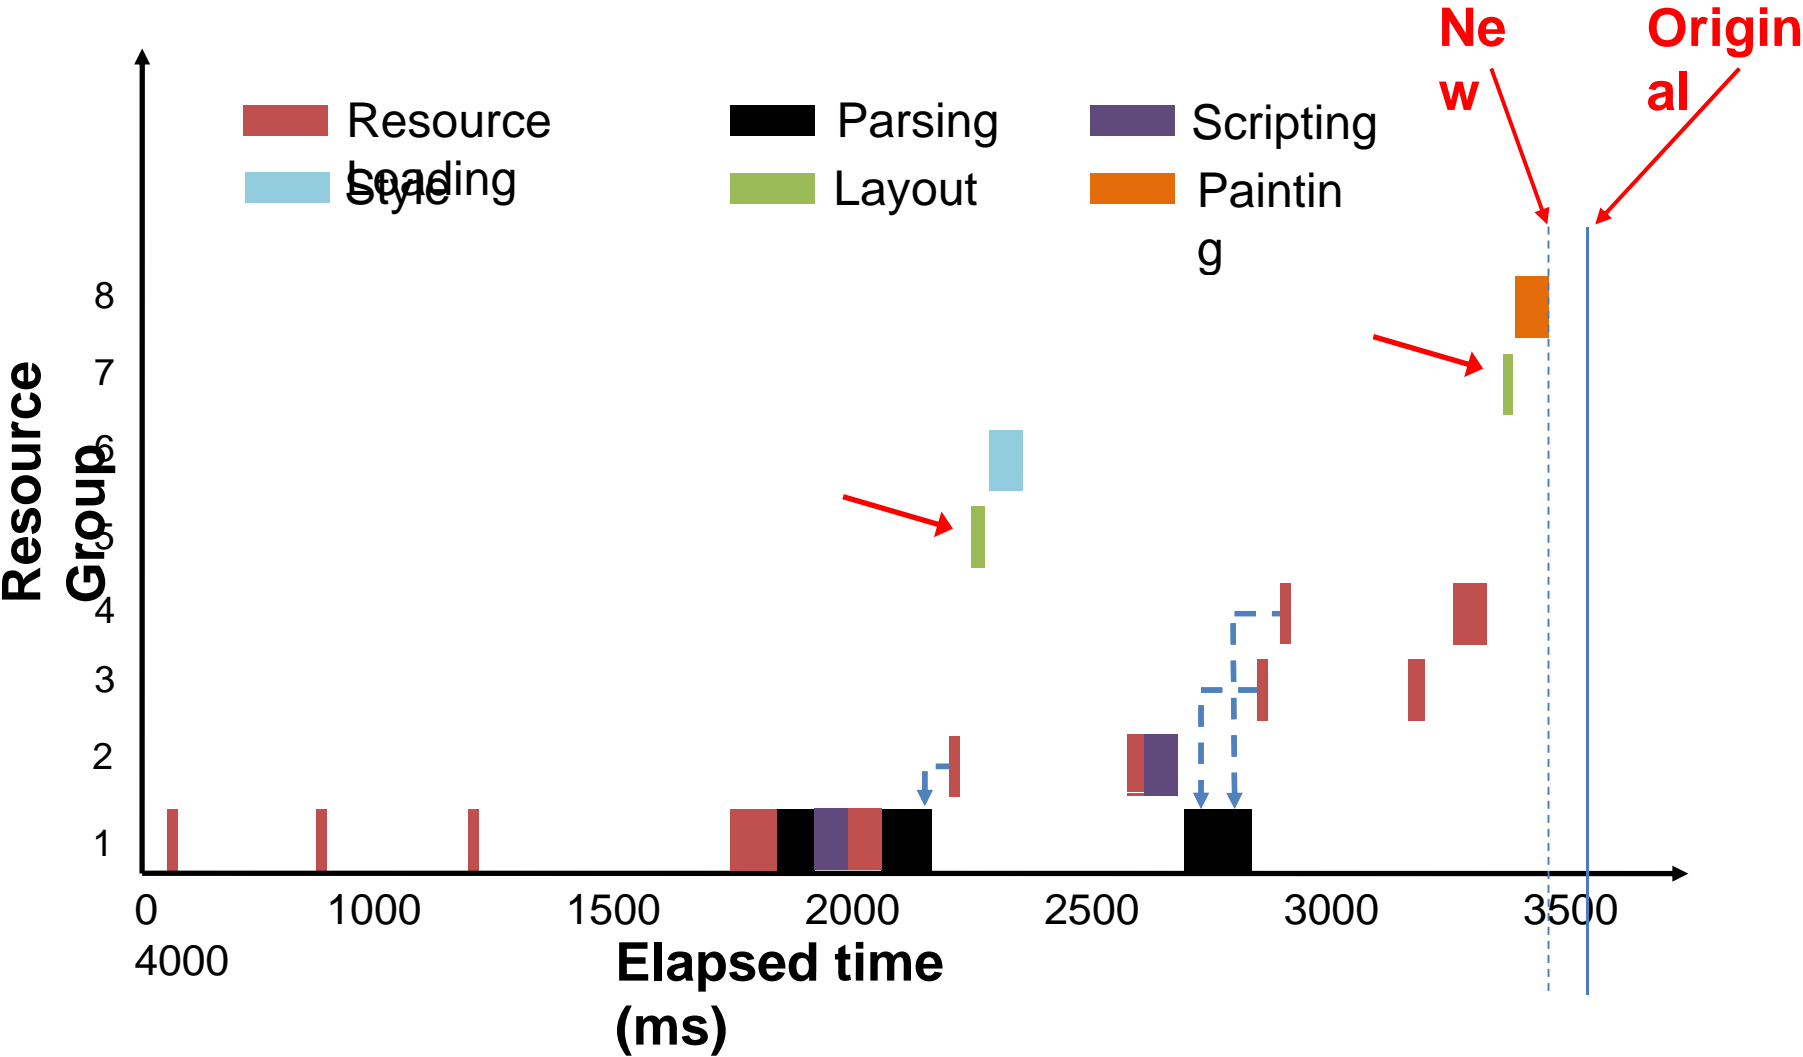 Ne
w
Origin
al
Resource
Loading
Parsing
Scripting
Style
Layout
Paintin
g
8
7
6
5
4
3
2
1
Resource
Group
0 1000 1500 2000 2500 3000 3500
4000
Elapsed time
(ms)